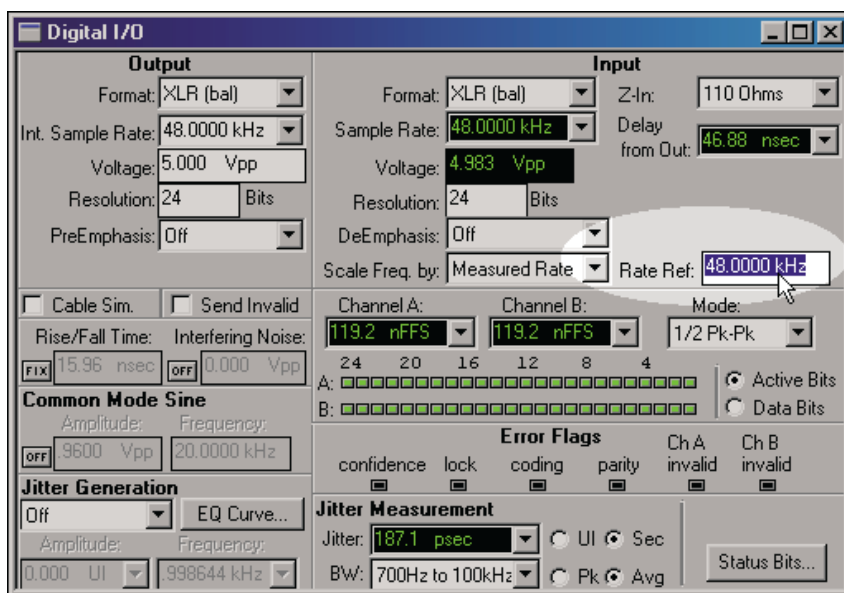 Digital I/O
Output
Format: XLR (bal)
Int. Sample Rate: 48.0000 kHz
Voltage: 5.000 Vpp
Resolution: 24 Bits
PreEmphasis: Off
Input
Format: XLR (bal)
Z-In: 110 Ohms
Sample Rate: 48.0000 kHz
Delay from Out: 46.88 nsec
Voltage: 4.983 Vpp
Resolution: 24 Bits
DeEmphasis: Off
Scale Freq. by: Measured Rate
Rate Ref: 48.0000 kHz
Cable Sim. Send Invalid
Rise/Fall Time: Interfering Noise:
FIX 15.96 nsec OFF 0.000 Vpp
Common Mode Sine
Amplitude: Frequency:
OFF .9600 Vpp 20.0000 kHz
Jitter Generation
Off EQ Curve...
Amplitude: Frequency:
0.000 UI .998644 kHz
Channel A: Channel B: Mode:
119.2 nFFS 119.2 nFFS 1/2 Pk-Pk
24 20 16 12 8 4
A:
B:
Active Bits
Data Bits
Error Flags
confidence lock coding parity Ch A invalid Ch B invalid
Jitter Measurement
Jitter: 187.1 psec UI Sec
BW: 700Hz to 100kHz Pk Avg
Status Bits...